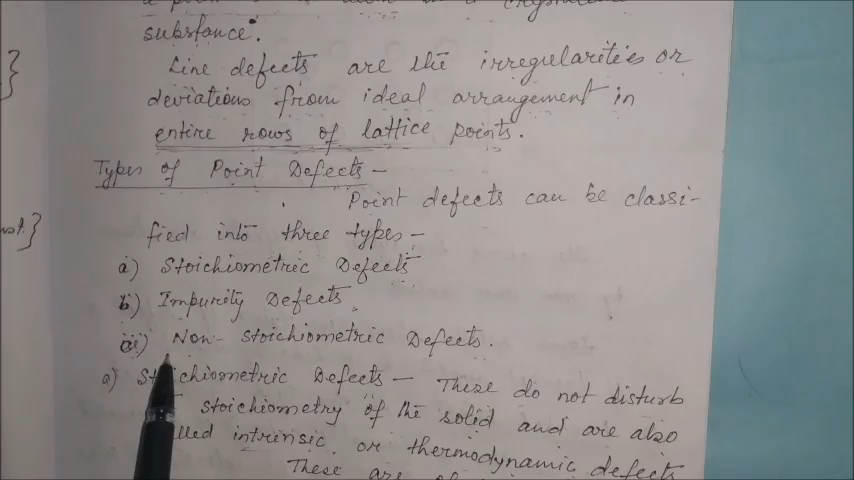 substance.
Line defects are the irregularities or
deviations from ideal arrangement in
entire rows of lattice points.
Types of Point Defects -
Point defects can be classi-
fied into three types -
a) Stoichiometric Defects
b) Impurity Defects
c) Non-Stoichiometric Defects.
a) Stoichiometric Defects - These do not disturb
stoichiometry of the solid and are also
intrinsic or thermodynamic defects
These are